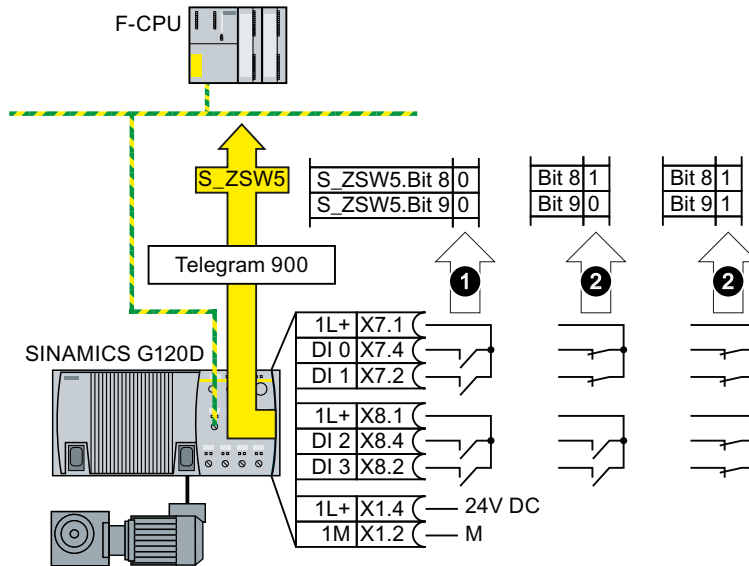 F-CPU
S_ZSW5
S_ZSW5.Bit 8 0
S_ZSW5.Bit 9 0
Bit 8 1
Bit 9 0
Bit 8 1
Bit 9 1
Telegram 900
1
2
2
SINAMICS G120D
1L+ X7.1
DI 0 X7.4
DI 1 X7.2
1L+ X8.1
DI 2 X8.4
DI 3 X8.2
1L+ X1.4 24V DC
1M X1.2 M